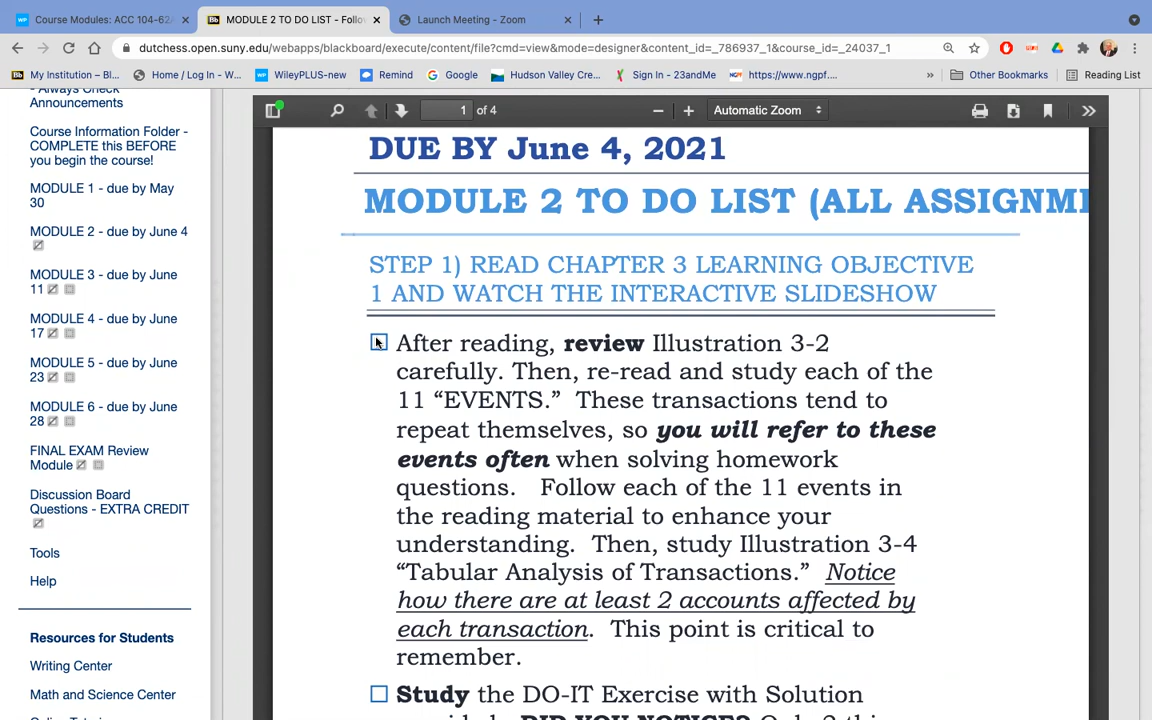 Course Modules: ACC 104-62
MODULE 2 TO DO LIST - Follo
Launch Meeting - Zoom
dutchess.open.suny.edu/webapps/blackboard/execute/content/file?cmd=view&mode=designer&content_id=_786937_1&course_id=_24037_1
My Institution – Bl...
Home / Log In - W...
WileyPLUS-new
Remind
Google
Hudson Valley Cre...
Sign In - 23andMe
https://www.ngpf....
Other Bookmarks
Reading List
- Always Check
Announcements
Course Information Folder -
COMPLETE this BEFORE
you begin the course!
MODULE 1 - due by May
30
MODULE 2 - due by June 4
MODULE 3 - due by June
11
MODULE 4 - due by June
17
MODULE 5 - due by June
23
MODULE 6 - due by June
28
FINAL EXAM Review
Module
Discussion Board
Questions - EXTRA CREDIT
Tools
Help
Resources for Students
Writing Center
Math and Science Center
1 of 4
Automatic Zoom
DUE BY June 4, 2021
MODULE 2 TO DO LIST (ALL ASSIGNM
STEP 1) READ CHAPTER 3 LEARNING OBJECTIVE
1 AND WATCH THE INTERACTIVE SLIDESHOW
After reading, review Illustration 3-2
carefully. Then, re-read and study each of the
11 “EVENTS.” These transactions tend to
repeat themselves, so you will refer to these
events often when solving homework
questions. Follow each of the 11 events in
the reading material to enhance your
understanding. Then, study Illustration 3-4
“Tabular Analysis of Transactions.” Notice
how there are at least 2 accounts affected by
each transaction. This point is critical to
remember.
Study the DO-IT Exercise with Solution